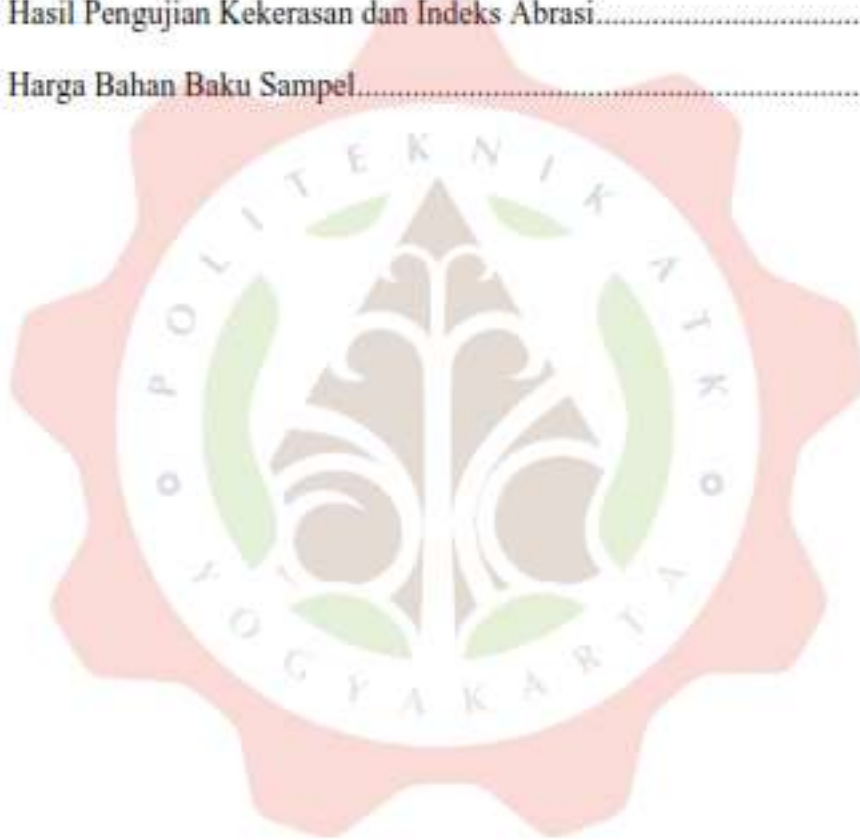 Hasil Pengujian Kekerasan dan Indeks Abrasi......................................
Harga Bahan Baku Sampel.....................................................................
POLITEKNIK ATK
YOGYAKARTA